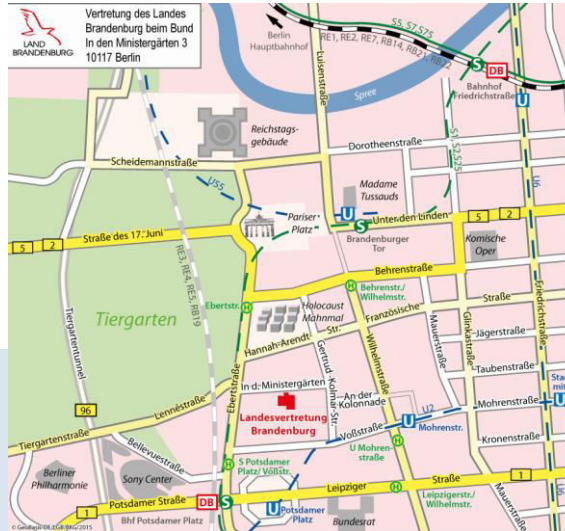 LAND
BRANDENBURG
Vertretung des Landes
Brandenburg beim Bund
In den Ministergärten 3
10117 Berlin
Berlin
Hauptbahnhof
S5, S7, S75
RE1, RE2, RE7, RB14, RB21, RB22
S
DB
Bahnhof
Friedrichstraße
U
Luisenstraße
Spree
Reichstags-
gebäude
Scheidemannstraße
Dorotheenstraße
S1, S2, S25
U6
U55
Madame
Tussauds
Pariser
Platz
U
S
Unter den Linden
5
2
Brandenburger
Tor
Komische
Oper
5
2
Straße des 17. Juni
RE3, RE4, RE5, RB19
Behrenstraße
H
Behrenstr./
Wilhelmstr.
Ebertstr.
H
Holocaust
Mahnmal
Tiergarten
Tiergartentunnel
Französische
Straße
Hannah-Arendt
Str.
Friedrichstraße
Glinkastraße
Mauerstraße
Jägerstraße
Taubenstraße
Wilhelmstraße
Gertrud-Kolmar-Str.
In d. Ministergärten
An der
Kolonnade
Ebertstraße
Landesvertretung
Brandenburg
Lennéstraße
96
Tiergartenstraße
Bellevuestraße
Voßstraße
U2
U
Mohrenstr.
Mohrenstraße
Stadtmit
U
Kronenstraße
H
U Mohren-
straße
Berliner
Philharmonie
Sony Center
H
S Potsdamer
Platz/ Voßstr.
Mauerstraße
Potsdamer Straße
1
DB
S
Leipziger
Straße
1
Bhf Potsdamer Platz
U
Potsdamer
Platz
Bundesrat
H
Leipzigerstr./
Wilhelmstr.
© GeoBasis-DE/LGB/BKG/2015